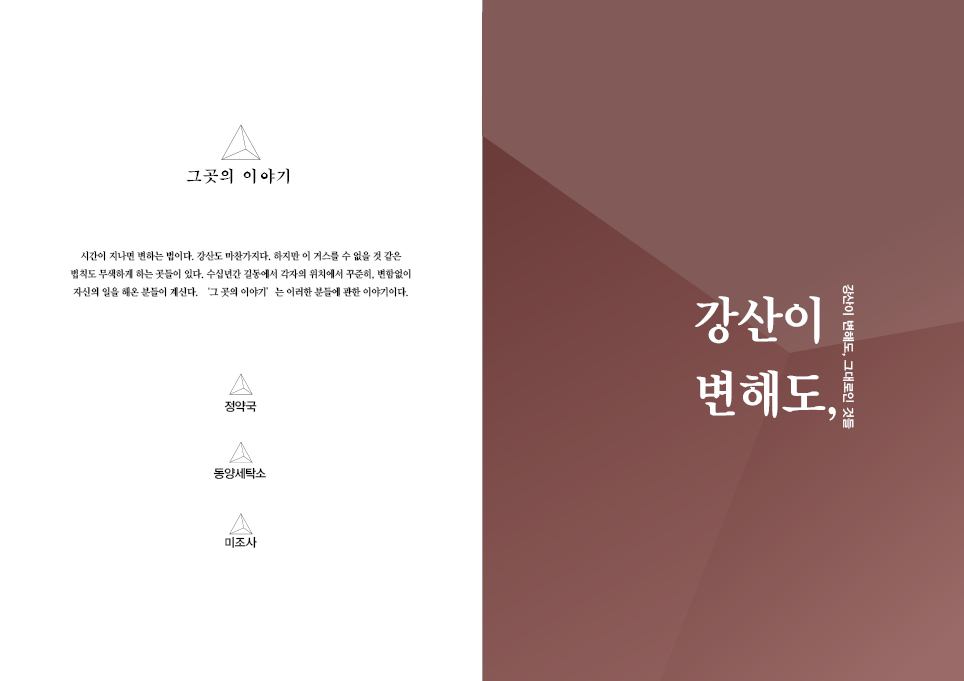 그곳의 이야기
시간이 지나면 변하는 법이다. 강산도 마찬가지다. 하지만 이 거스를 수 없을 것 같은
법칙도 무색하게 하는 곳들이 있다. 수십년간 길동에서 각자의 위치에서 꾸준히, 변함없이
자신의 일을 해온 분들이 계신다. ‘그 곳의 이야기’ 는 이러한 분들에 관한 이야기이다.
정약국
동양세탁소
미조사
강산이
변해도,
강산이 변해도, 그대로인 것들